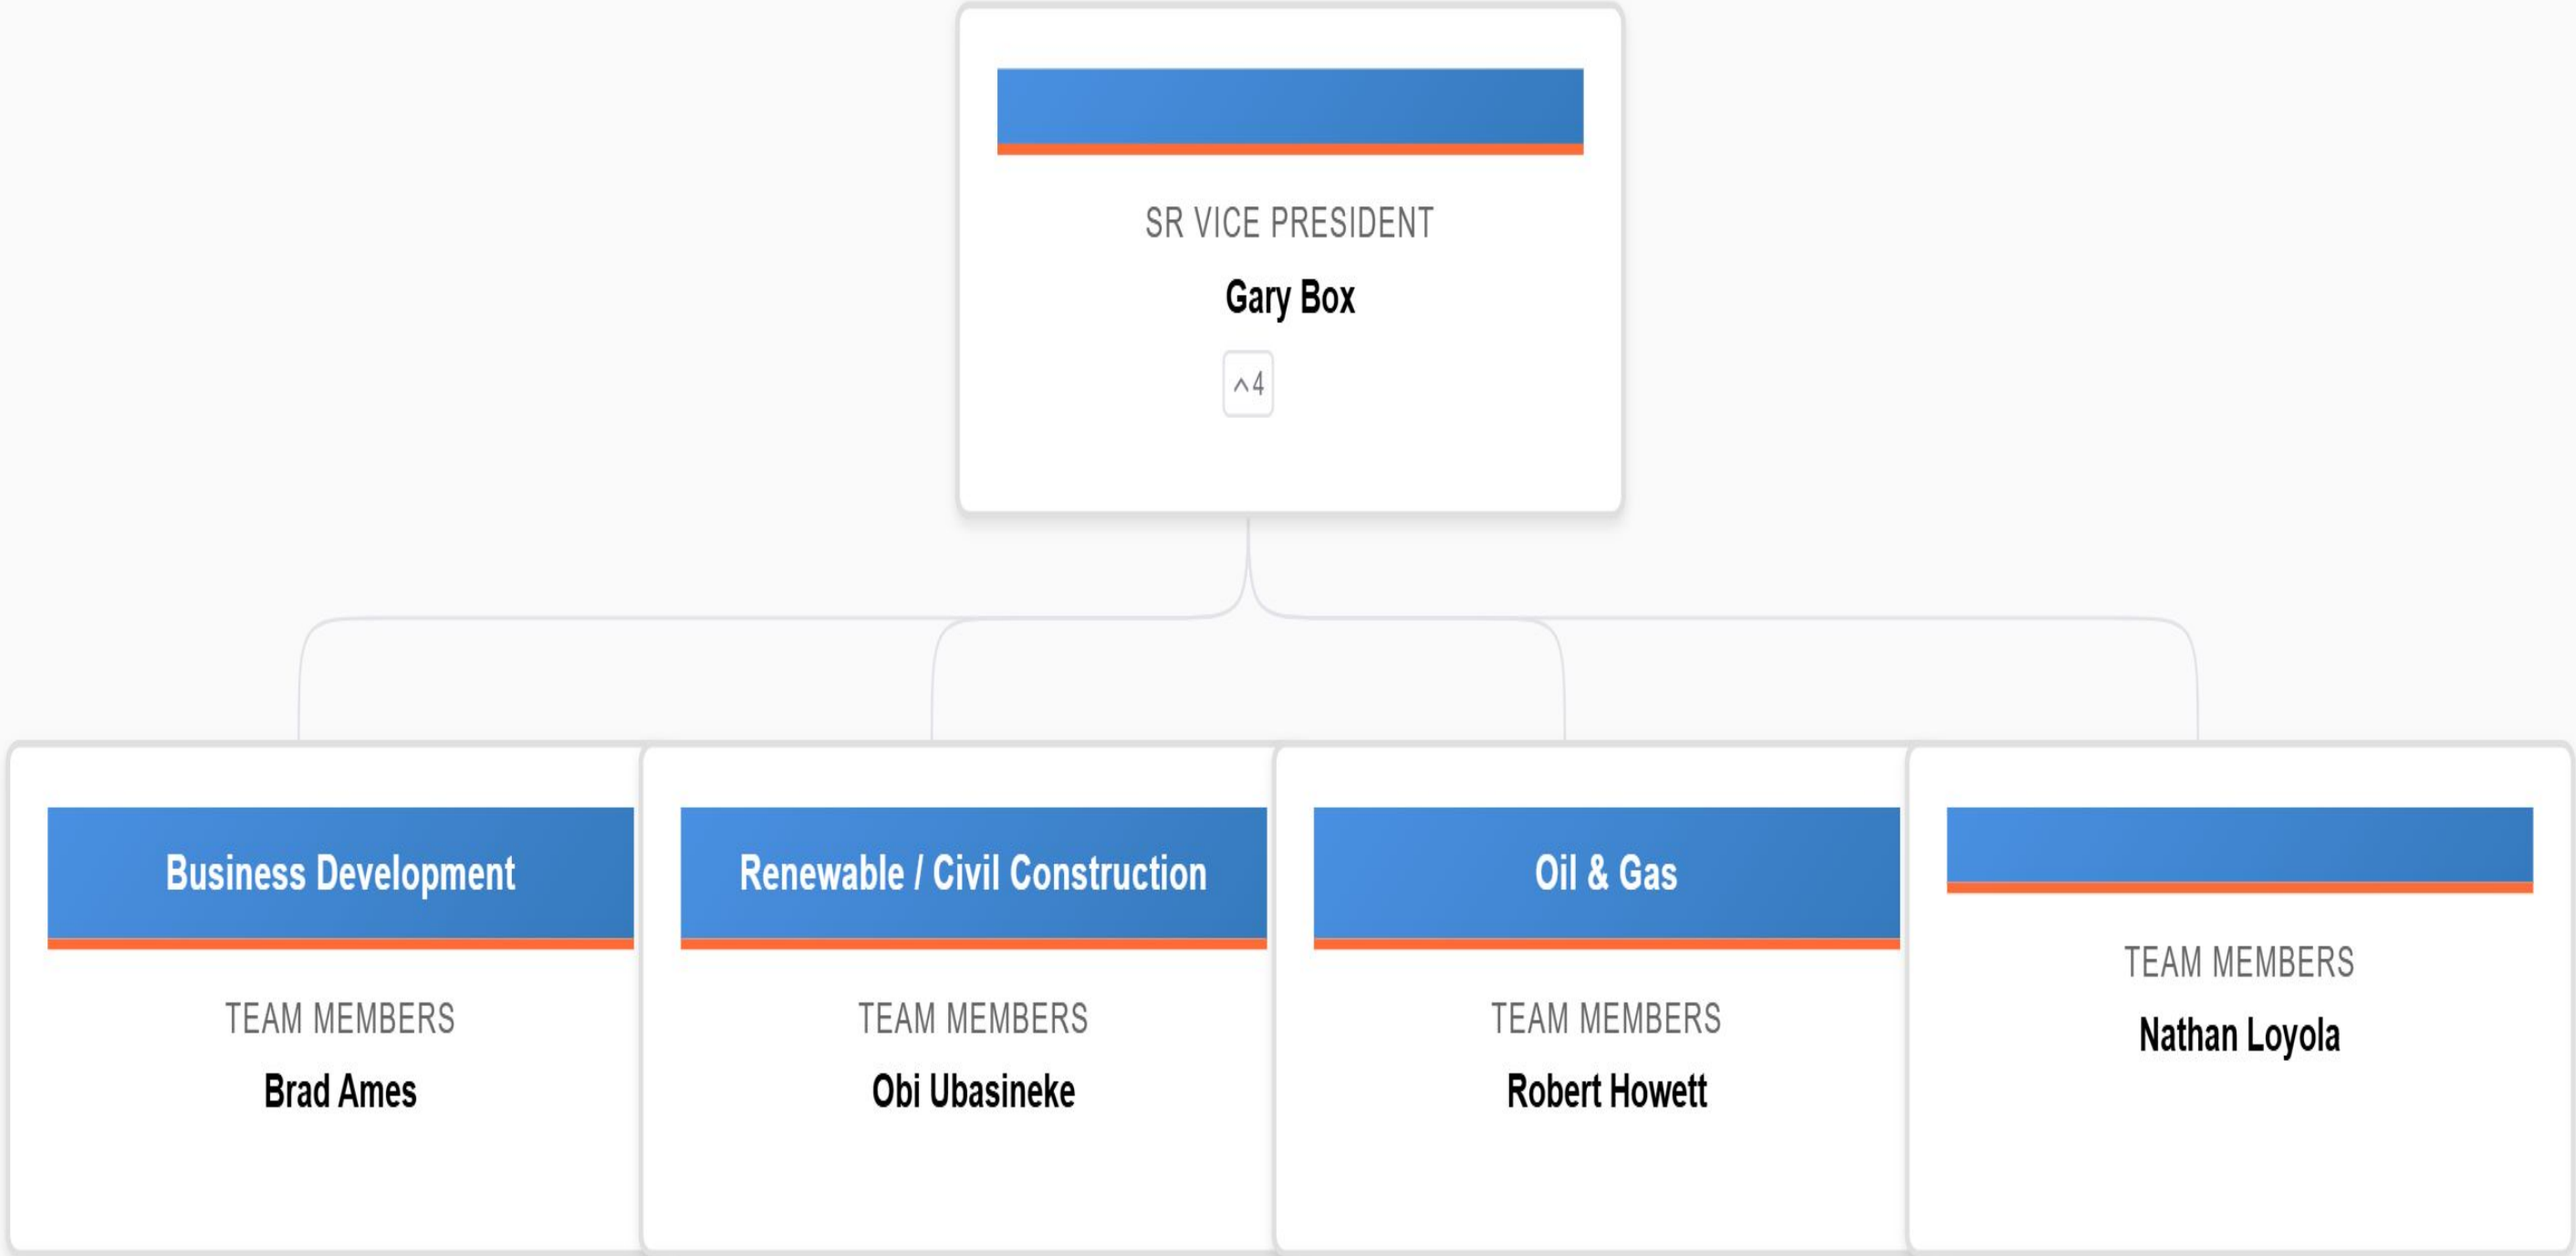 SR VICE PRESIDENT
Gary Box
^4
Business Development
TEAM MEMBERS
Brad Ames
Renewable / Civil Construction
TEAM MEMBERS
Obi Ubasineke
Oil & Gas
TEAM MEMBERS
Robert Howett
TEAM MEMBERS
Nathan Loyola